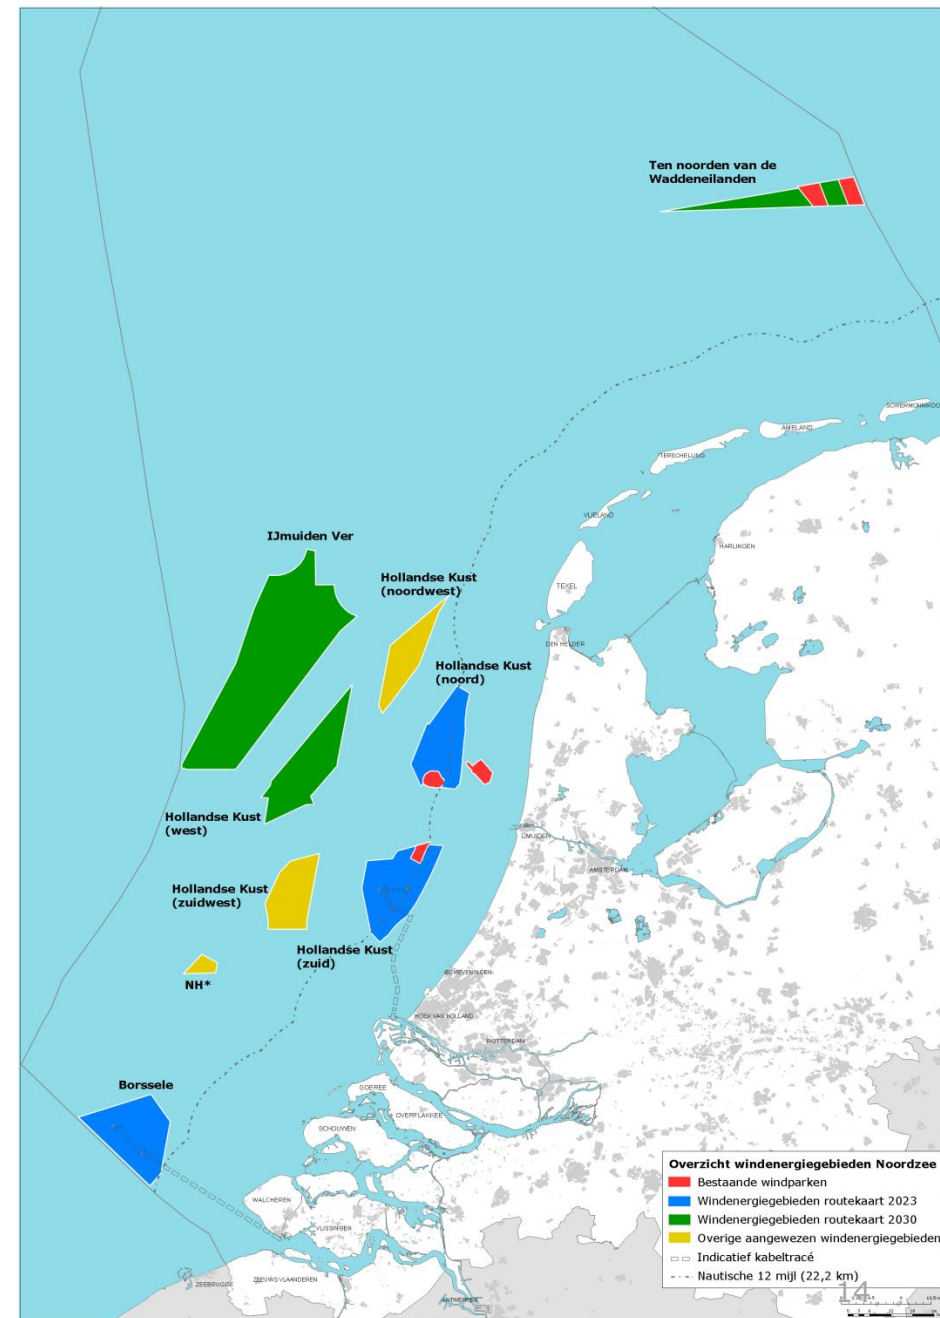 Ten noorden van de
Waddeneilanden
SCHIERMONNIKOO
AMELAND
TERSCHELLING
VLIELAND
IJmuiden Ver
HARLINGEN
Hollandse Kust
(noordwest)
TEXEL
DEN HELDER
Hollandse Kust
(noord)
Hollandse Kust
(west)
IJMUIDEN
AMSTERDAM
Hollandse Kust
(zuidwest)
Hollandse Kust
(zuid)
SCHEVENINGEN
NH*
HOEK VAN HOLLAND
ROTTERDAM
Borssele
GOEREE
OVERFLAKKEE
SCHOUWEN
WALCHEREN
VLISSINGEN
ZEEBRUGGE
ZEEUWS VLAANDEREN
ANTWERPEN
Overzicht windenergiegebieden Noordzee
Bestaande windparken
Windenergiegebieden routekaart 2023
Windenergiegebieden routekaart 2030
Overige aangewezen windenergiegebieden
Indicatief kabeltracé
Nautische 12 mijl (22,2 km)
14